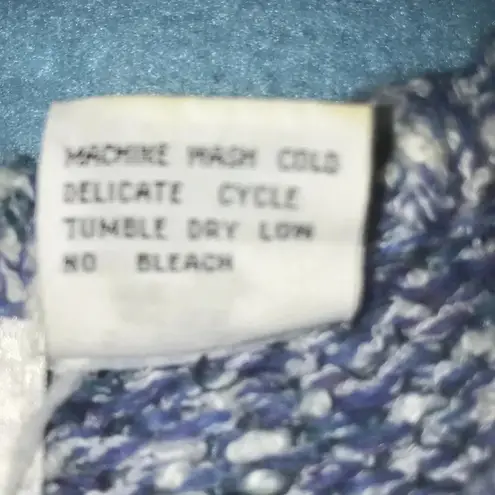 MACHINE WASH COLD
DELICATE CYCLE
TUMBLE DRY LOW
NO BLEACH